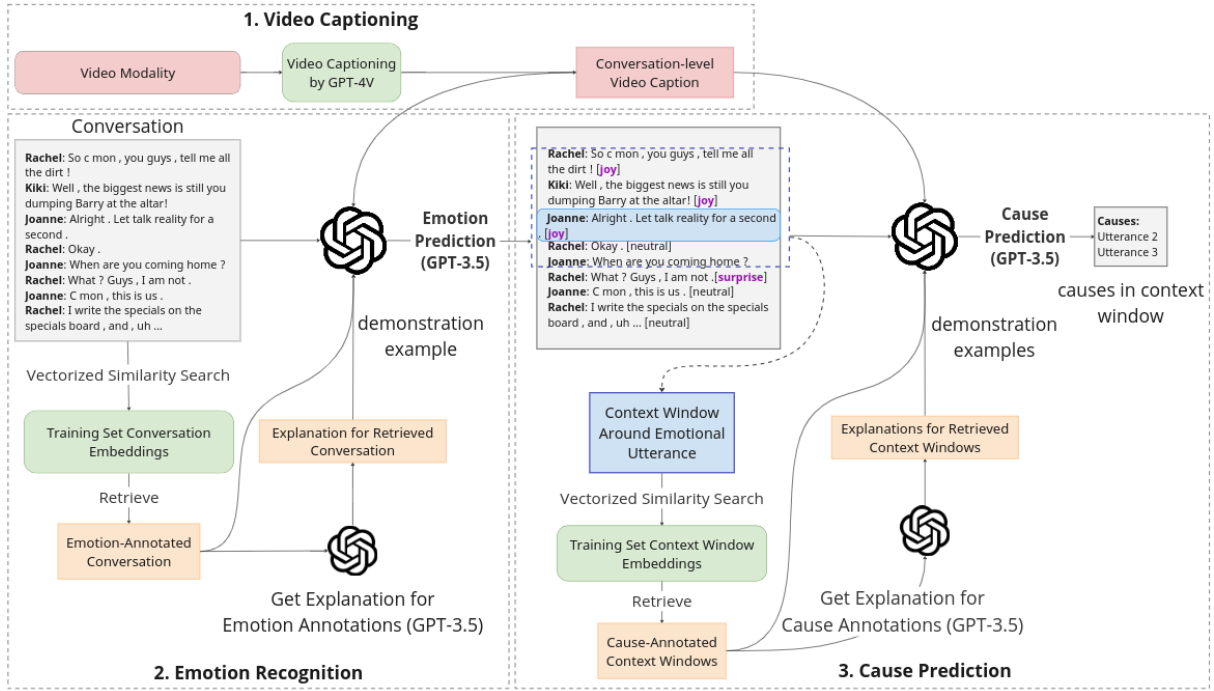 1. Video Captioning
Video Modality
Video Captioning
by GPT-4V
Conversation-level
Video Caption
Conversation
Rachel: So c mon , you guys , tell me all
the dirt !
Kiki: Well , the biggest news is still you
dumping Barry at the altar!
Joanne: Alright . Let talk reality for a
second .
Rachel: Okay .
Joanne: When are you coming home ?
Rachel: What ? Guys , I am not .
Joanne: C mon , this is us .
Rachel: I write the specials on the
specials board , and , uh ...
Vectorized Similarity Search
Training Set Conversation
Embeddings
Retrieve
Emotion-Annotated
Conversation
Emotion
Prediction
(GPT-3.5)
demonstration
example
Explanation for Retrieved
Conversation
Get Explanation for
Emotion Annotations (GPT-3.5)
2. Emotion Recognition
Rachel: So c mon , you guys , tell me all
the dirt ! [joy]
Kiki: Well , the biggest news is still you
dumping Barry at the altar! [joy]
Joanne: Alright . Let talk reality for a second
. [joy]
Rachel: Okay . [neutral]
Joanne: When are you coming home ?
Rachel: What ? Guys , I am not .[surprise]
Joanne: C mon , this is us . [neutral]
Rachel: I write the specials on the specials
board , and , uh ... [neutral]
Context Window
Around Emotional
Utterance
Vectorized Similarity Search
Training Set Context Window
Embeddings
Retrieve
Cause-Annotated
Context Windows
Cause
Prediction
(GPT-3.5)
Causes:
Utterance 2
Utterance 3
causes in context
window
demonstration
examples
Explanations for Retrieved
Context Windows
Get Explanation for
Cause Annotations (GPT-3.5)
3. Cause Prediction